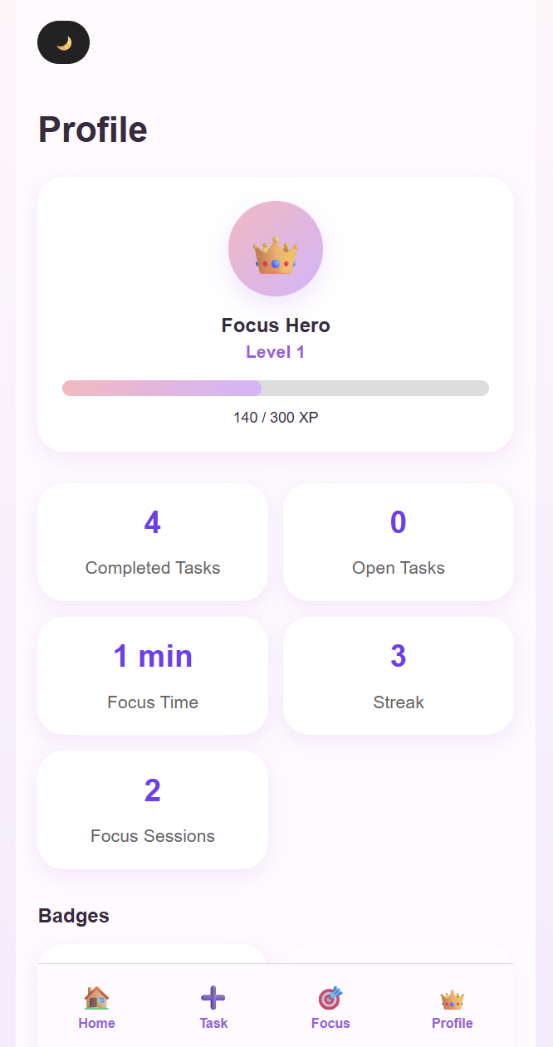 Profile
Focus Hero
Level 1
140 / 300 XP
4
Completed Tasks
0
Open Tasks
1 min
Focus Time
3
Streak
2
Focus Sessions
Badges
Home
Task
Focus
Profile